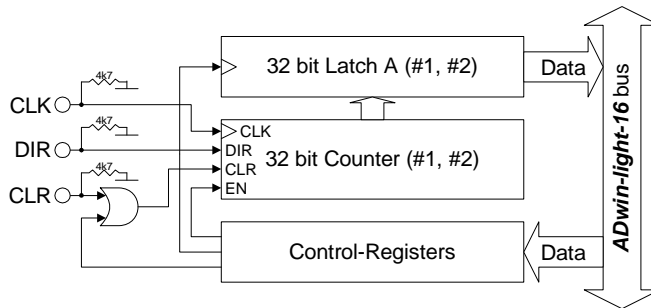 32 bit Latch A (#1, #2)
Data
4k7
CLK
4k7
DIR
4k7
CLR
CLK
DIR
CLR
EN
32 bit Counter (#1, #2)
Control-Registers
Data
ADwin-light-16 bus